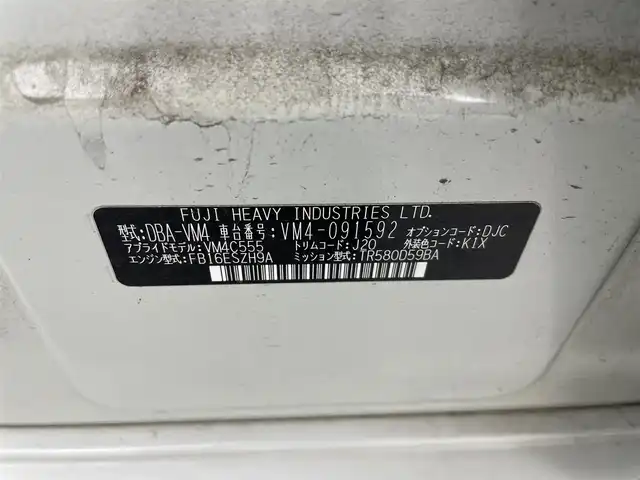 FUJI HEAVY INDUSTRIES LTD.
型式:DBA-VM4 車台番号:VM4-091592 オプションコード:DJC
アプライドモデル:VM4C555 トリムコード:J20 外装色コード:K1X
エンジン型式:FB16ESZH9A ミッション型式:TR580D59BA